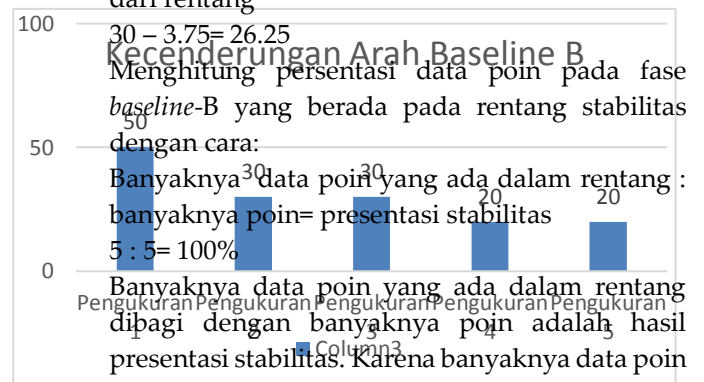 dari rentang
30 – 3.75= 26.25
Menghitung persentasi data poin pada fase
baseline-B yang berada pada rentang stabilitas
dengan cara:
Banyaknya data poin yang ada dalam rentang :
banyaknya poin= presentasi stabilitas
5 : 5= 100%
Banyaknya data poin yang ada dalam rentang
dibagi dengan banyaknya poin adalah hasil
presentasi stabilitas. Karena banyaknya data poin
Kecenderungan Arah Baseline B
100
50
0
50
30
30
20
20
Pengukuran 1
Pengukuran 2
Pengukuran 3
Pengukuran 4
Pengukuran 5
Column3